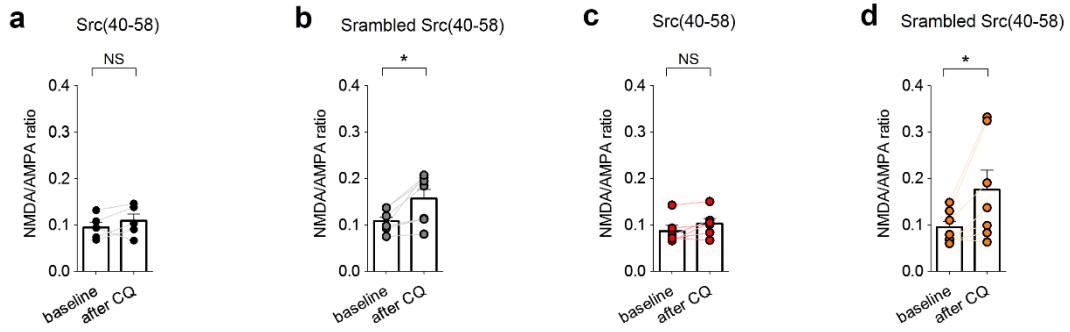 a
Src(40-58)
NS
0.4
0.3
0.2
0.1
0.0
NMDA/AMPA ratio
baseline
after CQ
b
Srambled Src(40-58)
*
0.4
0.3
0.2
0.1
0.0
NMDA/AMPA ratio
baseline
after CQ
c
Src(40-58)
NS
0.4
0.3
0.2
0.1
0.0
NMDA/AMPA ratio
baseline
after CQ
d
Srambled Src(40-58)
*
0.4
0.3
0.2
0.1
0.0
NMDA/AMPA ratio
baseline
after CQ